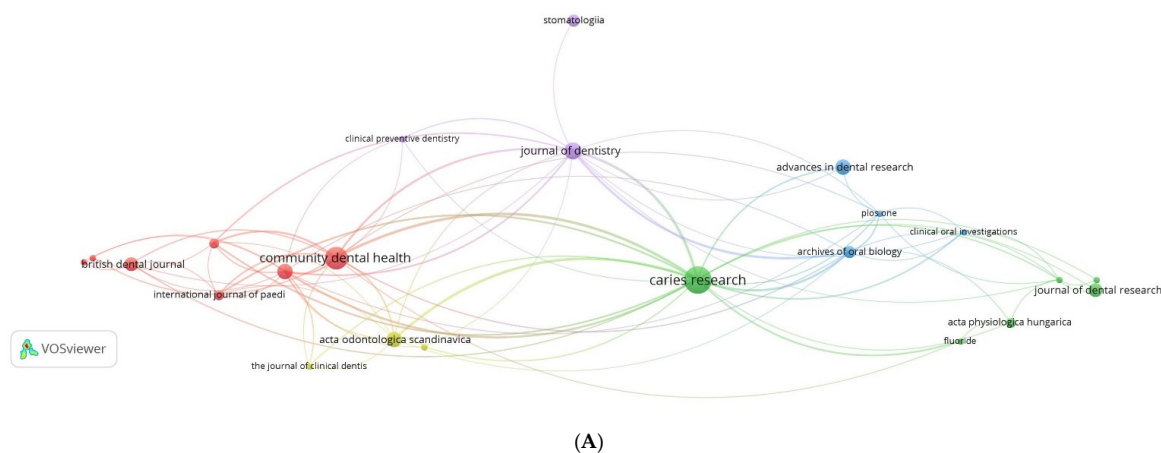 stomatologiia
clinical preventive dentistry
journal of dentistry
advances in dental research
plos one
clinical oral investigations
community dental health
archives of oral biology
british dental journal
caries research
journal of dental research
international journal of paedi
acta physiologica hungarica
acta odontologica scandinavica
fluoride
VOSviewer
the journal of clinical dentis
(A)